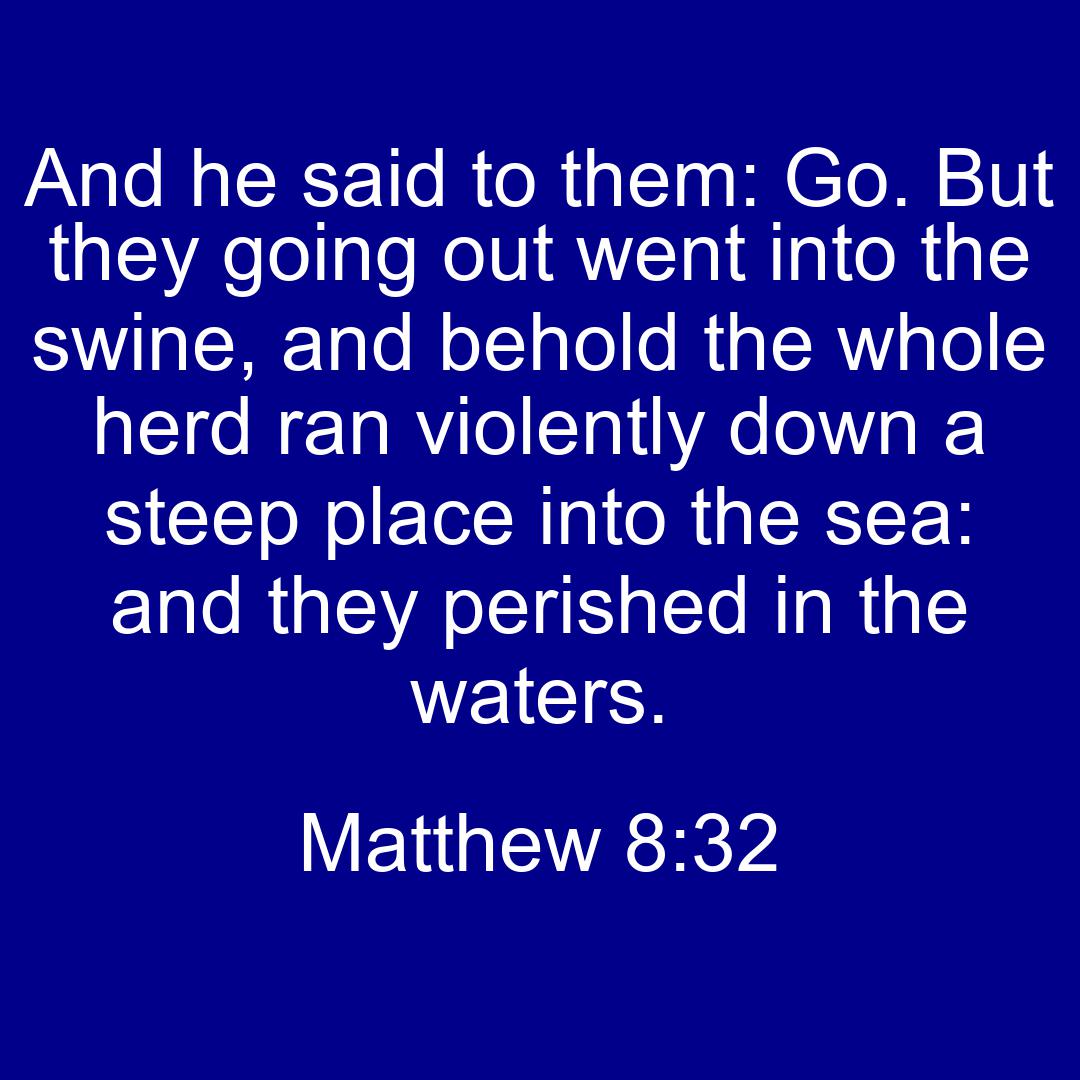 And he said to them: Go. But
they going out went into the
swine, and behold the whole
herd ran violently down a
steep place into the sea:
and they perished in the
waters.
Matthew 8:32